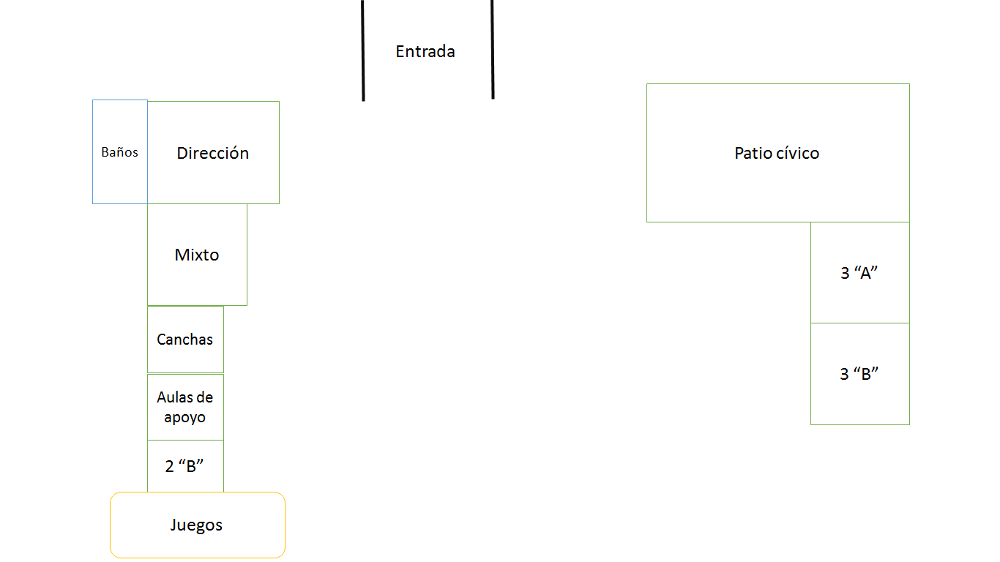 Entrada
Baños
Dirección
Patio cívico
Mixto
3 “A”
Canchas
3 “B”
Aulas de
apoyo
2 “B”
Juegos